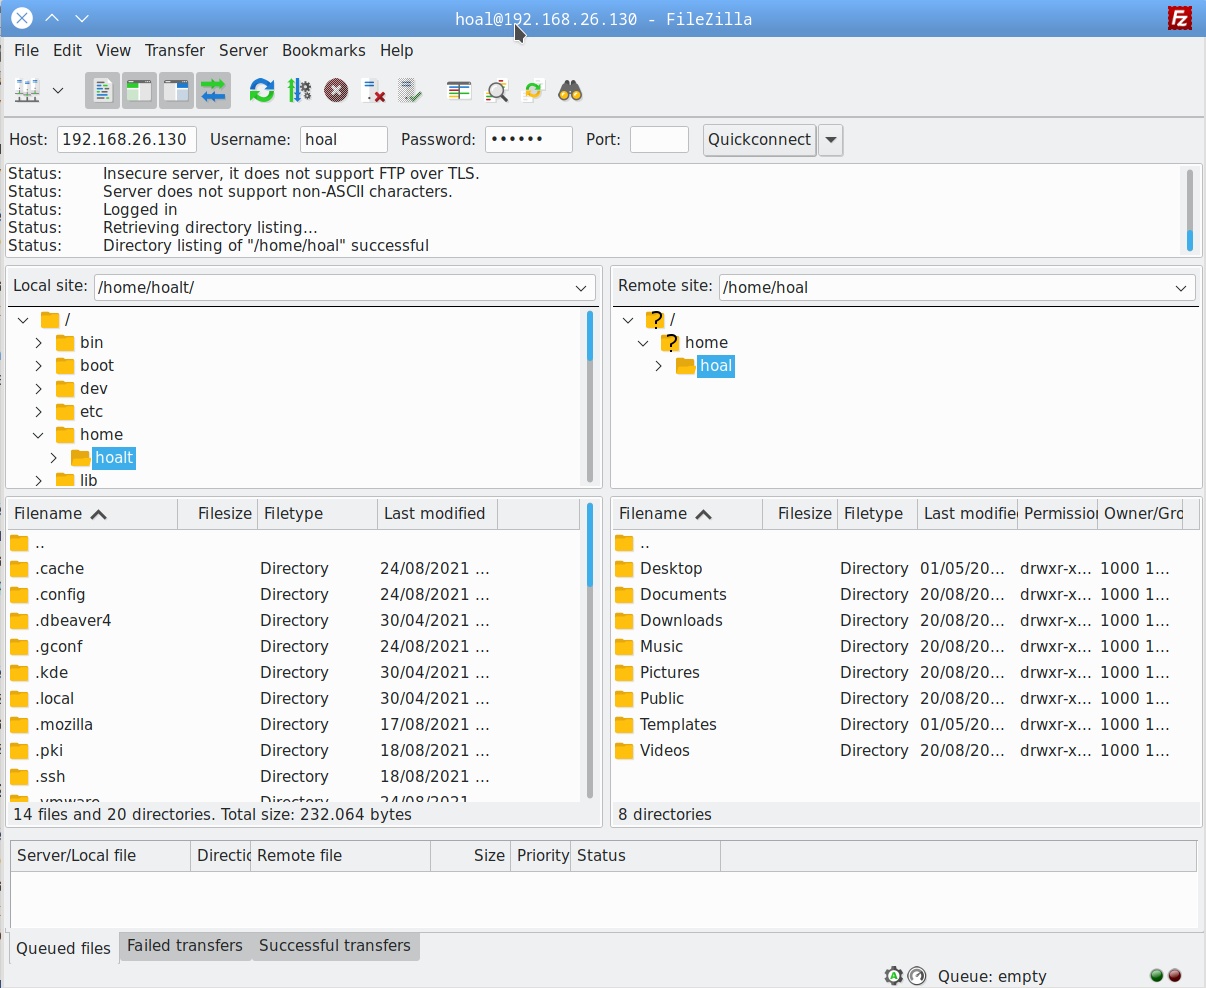 hoal@192.168.26.130 - FileZilla
File Edit View Transfer Server Bookmarks Help
Host: 192.168.26.130 Username: hoal Password: •••••• Port: Quickconnect
Status: Insecure server, it does not support FTP over TLS.
Status: Server does not support non-ASCII characters.
Status: Logged in
Status: Retrieving directory listing...
Status: Directory listing of "/home/hoal" successful
Local site: /home/hoalt/
/
bin
boot
dev
etc
home
hoalt
lib
Remote site: /home/hoal
? /
? home
hoal
Filename Filesize Filetype Last modified
..
.cache Directory 24/08/2021 ...
.config Directory 24/08/2021 ...
.dbeaver4 Directory 30/04/2021 ...
.gconf Directory 24/08/2021 ...
.kde Directory 30/04/2021 ...
.local Directory 30/04/2021 ...
.mozilla Directory 17/08/2021 ...
.pki Directory 18/08/2021 ...
.ssh Directory 18/08/2021 ...
.vmware Directory 24/08/2021
14 files and 20 directories. Total size: 232.064 bytes
Filename Filesize Filetype Last modifie Permission Owner/Gro
..
Desktop Directory 01/05/20... drwxr-x... 1000 1...
Documents Directory 20/08/20... drwxr-x... 1000 1...
Downloads Directory 20/08/20... drwxr-x... 1000 1...
Music Directory 20/08/20... drwxr-x... 1000 1...
Pictures Directory 20/08/20... drwxr-x... 1000 1...
Public Directory 20/08/20... drwxr-x... 1000 1...
Templates Directory 01/05/20... drwxr-x... 1000 1...
Videos Directory 20/08/20... drwxr-x... 1000 1...
8 directories
Server/Local file Directic Remote file Size Priority Status
Queued files Failed transfers Successful transfers
Queue: empty